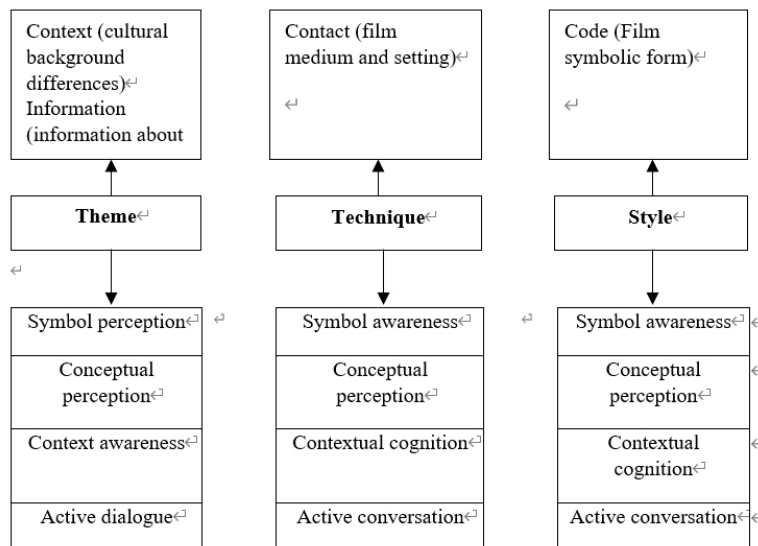 Context (cultural
background
differences)
Information
(information about
Contact (film
medium and setting)
Code (Film
symbolic form)
Theme
Technique
Style
Symbol perception
Conceptual
perception
Context awareness
Active dialogue
Symbol awareness
Conceptual
perception
Contextual cognition
Active conversation
Symbol awareness
Conceptual
perception
Contextual
cognition
Active conversation